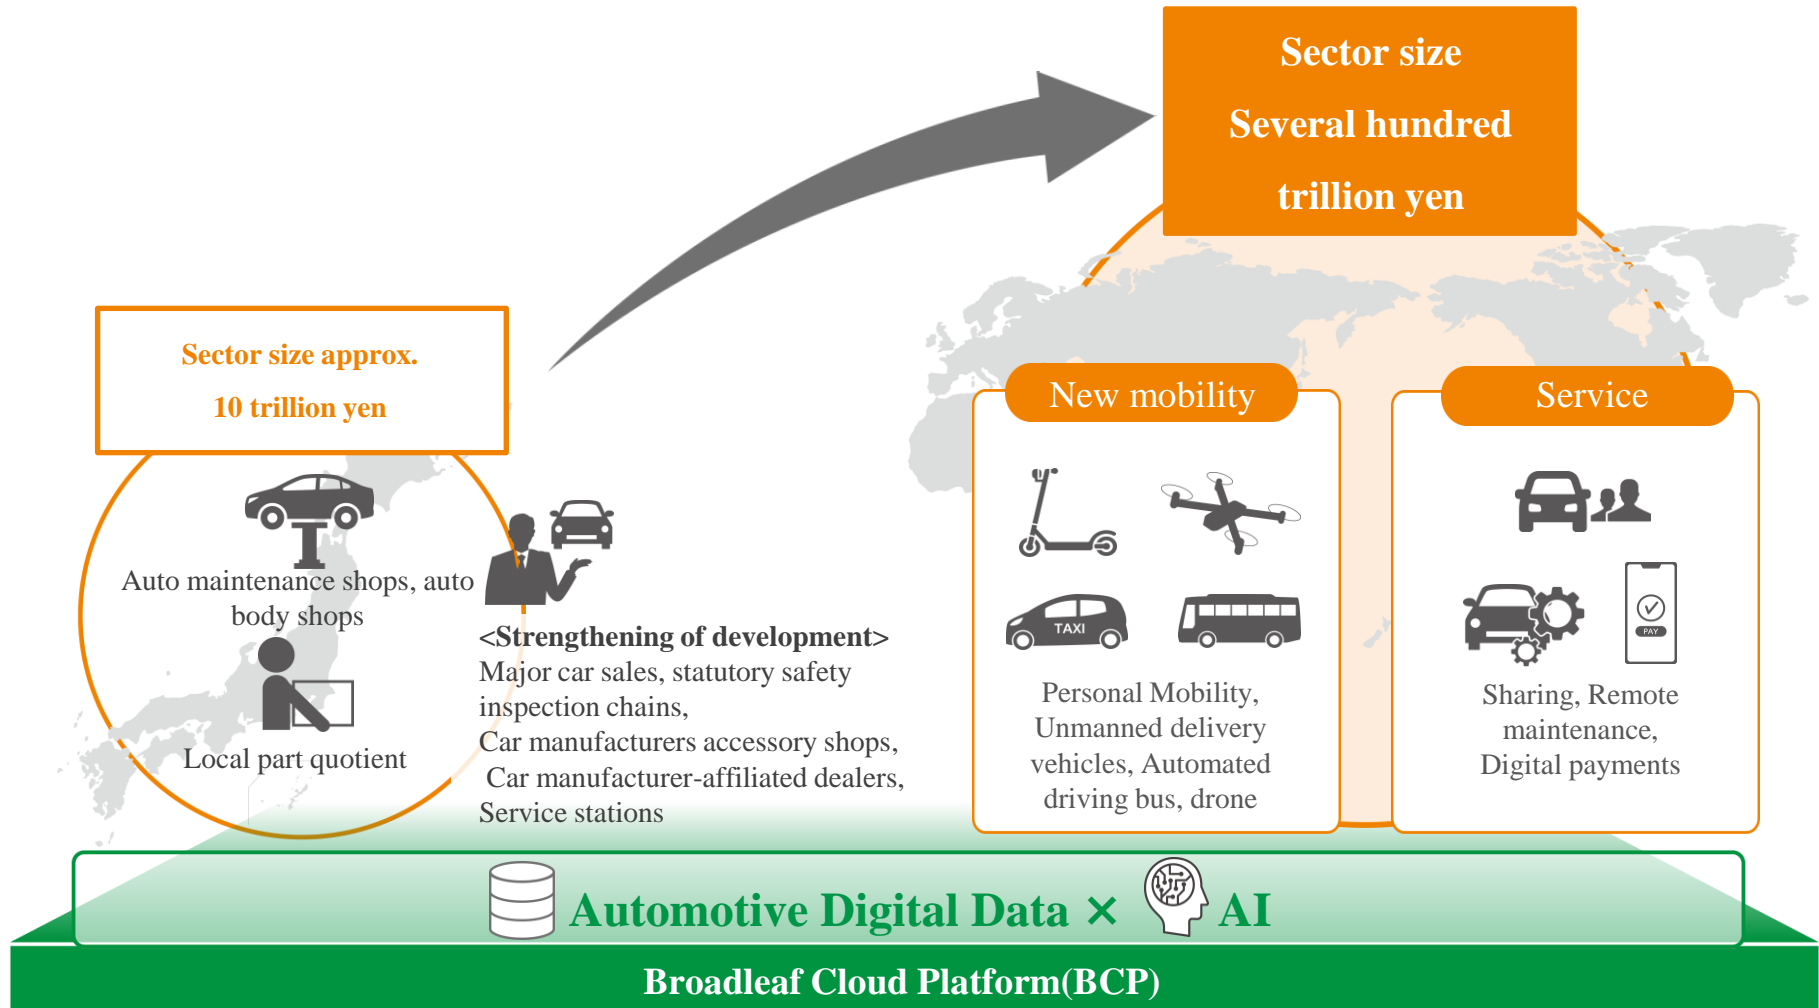 Sector size
Several hundred
trillion yen
Sector size approx.
10 trillion yen
Auto maintenance shops, auto
body shops
Local part quotient
<Strengthening of development>
Major car sales, statutory safety
inspection chains,
Car manufacturers accessory shops,
Car manufacturer-affiliated dealers,
Service stations
New mobility
TAXI
Personal Mobility,
Unmanned delivery
vehicles, Automated
driving bus, drone
Service
PAY
Sharing, Remote
maintenance,
Digital payments
Automotive Digital Data × AI
Broadleaf Cloud Platform(BCP)